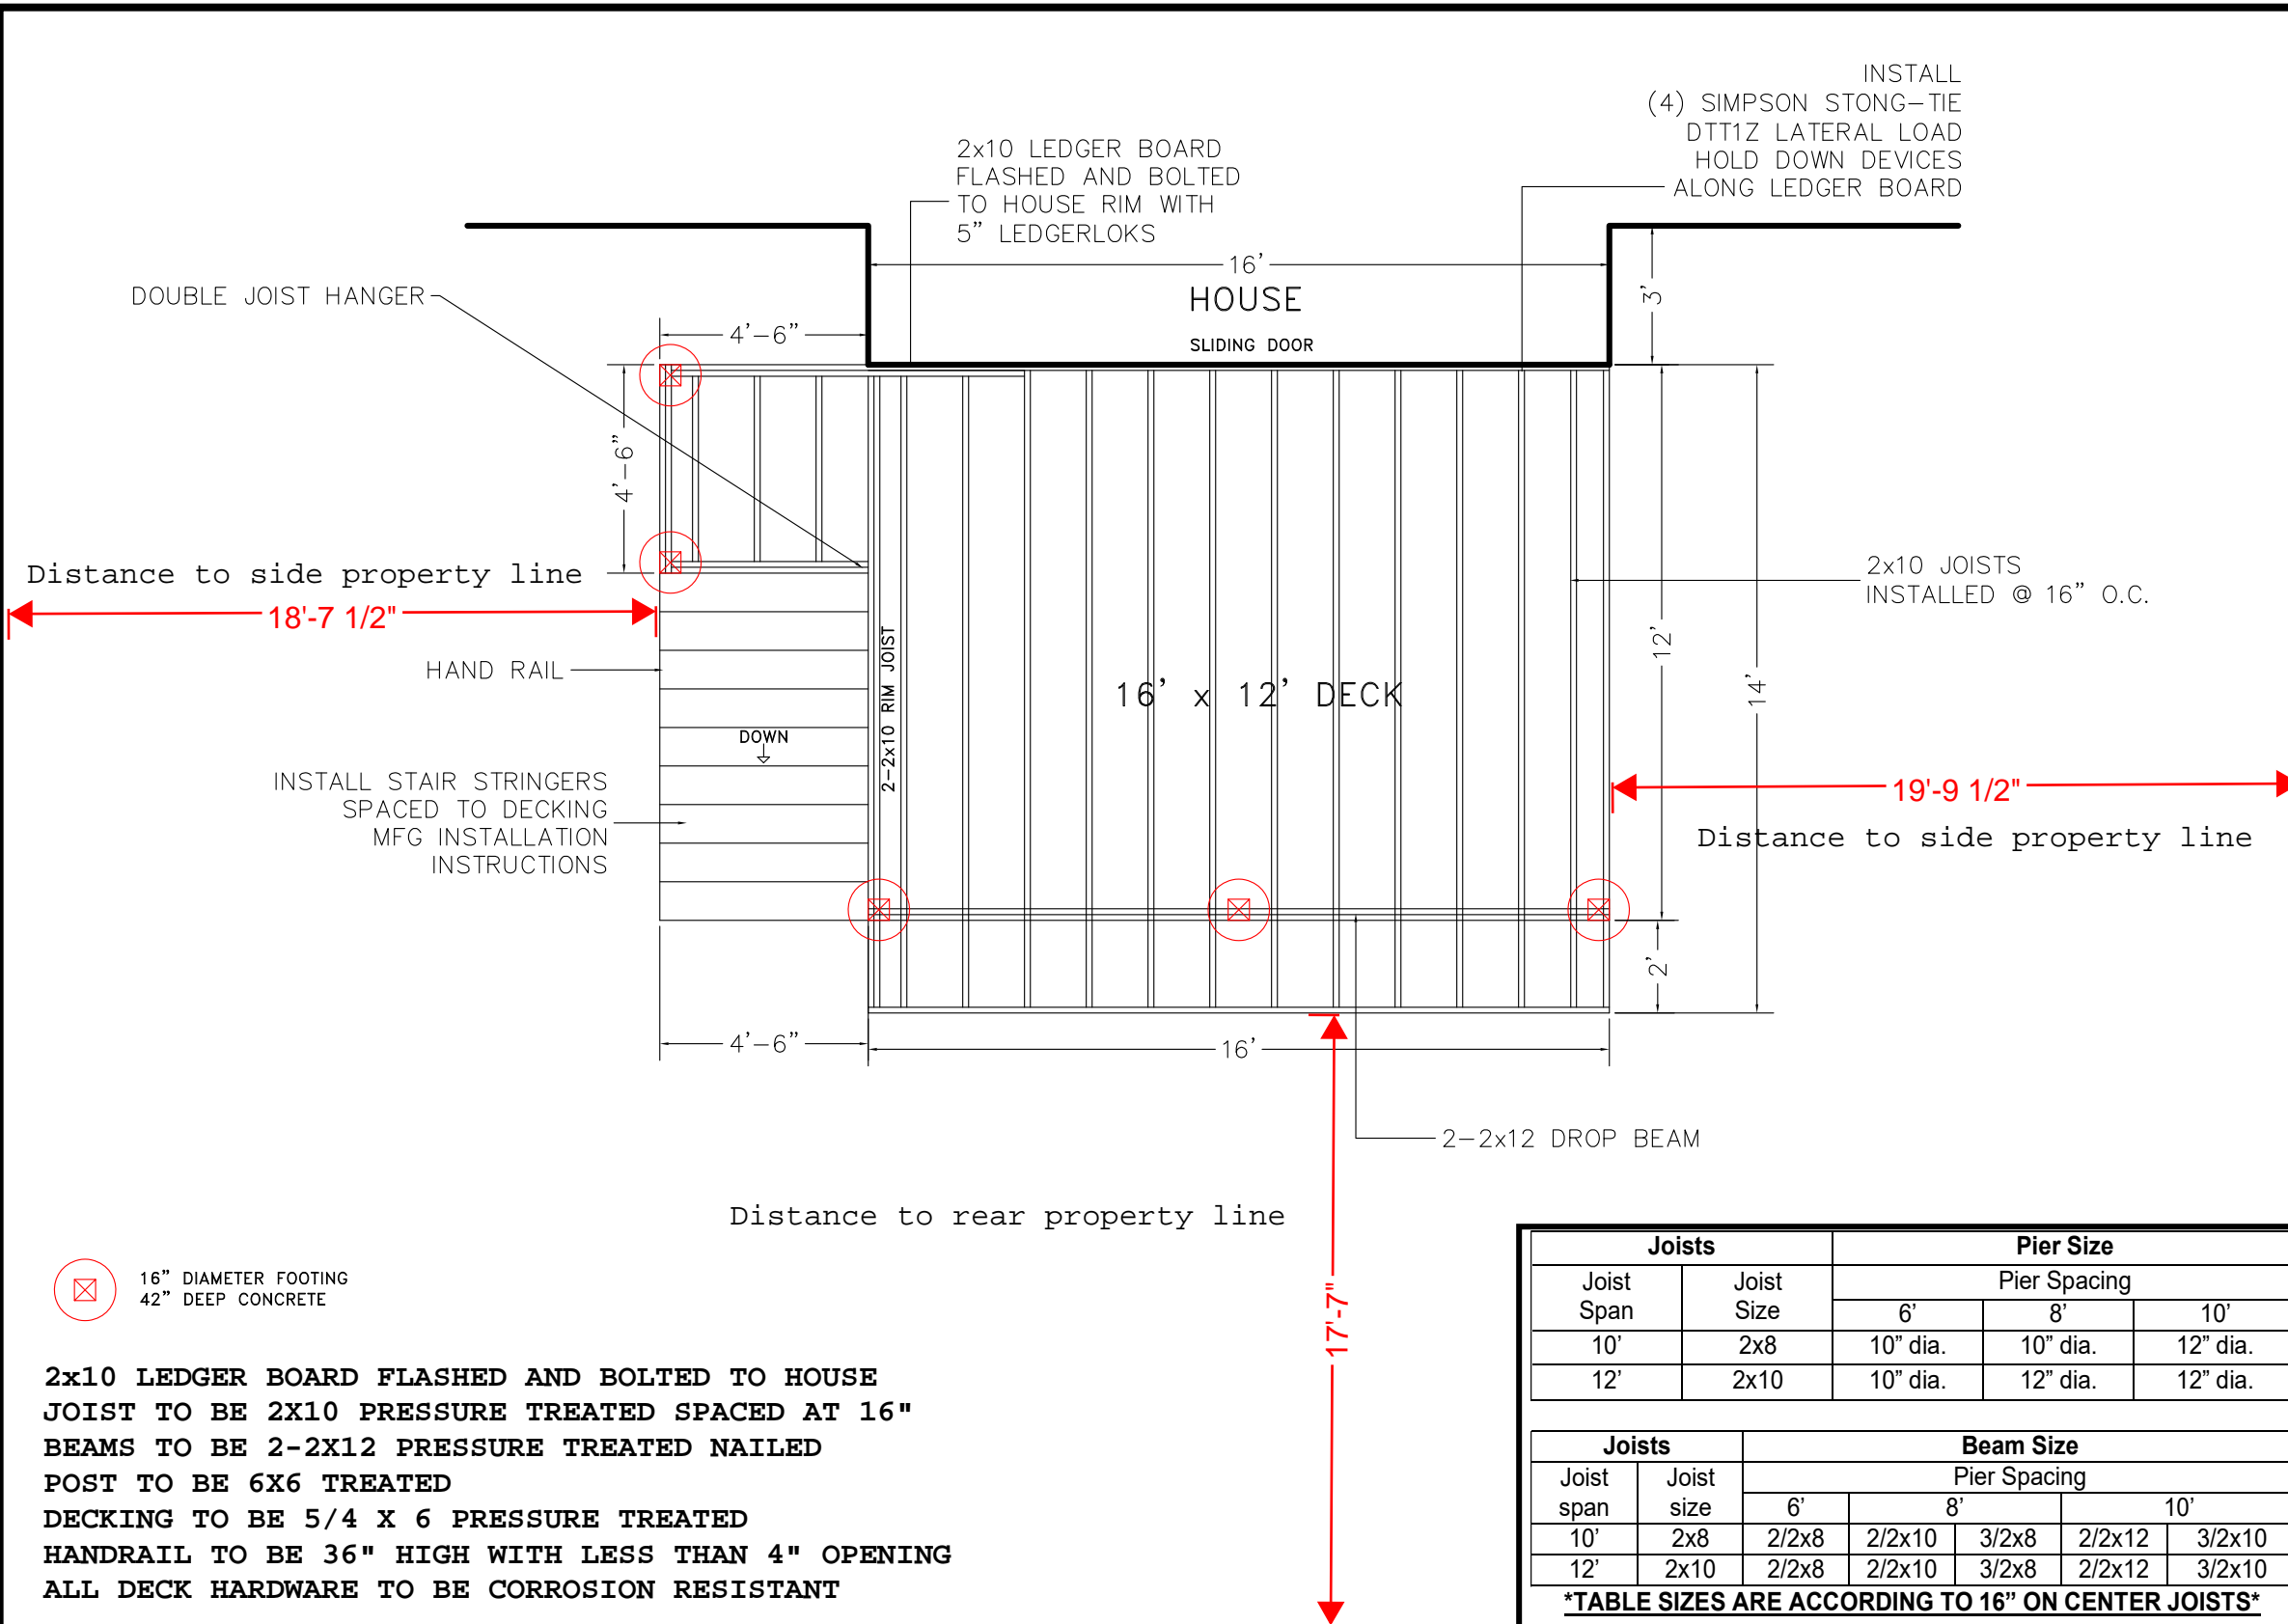 INSTALL
(4) SIMPSON STONG-TIE
DTT1Z LATERAL LOAD
HOLD DOWN DEVICES
ALONG LEDGER BOARD
2x10 LEDGER BOARD
FLASHED AND BOLTED
TO HOUSE RIM WITH
5” LEDGERLOKS
16’
HOUSE
SLIDING DOOR
3’
DOUBLE JOIST HANGER
4’-6”
4’-6”
Distance to side property line
18'-7 1/2"
HAND RAIL
2-2x10 RIM JOIST
DOWN
INSTALL STAIR STRINGERS
SPACED TO DECKING
MFG INSTALLATION
INSTRUCTIONS
16’ x 12’ DECK
2x10 JOISTS
INSTALLED @ 16” O.C.
12’
14’
19'-9 1/2"
Distance to side property line
2’
4’-6”
16’
2-2x12 DROP BEAM
Distance to rear property line
17'-7"
16” DIAMETER FOOTING
42” DEEP CONCRETE
2x10 LEDGER BOARD FLASHED AND BOLTED TO HOUSE
JOIST TO BE 2X10 PRESSURE TREATED SPACED AT 16"
BEAMS TO BE 2-2X12 PRESSURE TREATED NAILED
POST TO BE 6X6 TREATED
DECKING TO BE 5/4 X 6 PRESSURE TREATED
HANDRAIL TO BE 36" HIGH WITH LESS THAN 4" OPENING
ALL DECK HARDWARE TO BE CORROSION RESISTANT
Joists Pier Size
Joist Span Joist Size Pier Spacing
6’ 8’ 10’
10’ 2x8 10” dia. 10” dia. 12” dia.
12’ 2x10 10” dia. 12” dia. 12” dia.
Joists Beam Size
Joist span Joist size Pier Spacing
6’ 8’ 10’
10’ 2x8 2/2x8 2/2x10 3/2x8 2/2x12 3/2x10
12’ 2x10 2/2x8 2/2x10 3/2x8 2/2x12 3/2x10
*TABLE SIZES ARE ACCORDING TO 16” ON CENTER JOISTS*